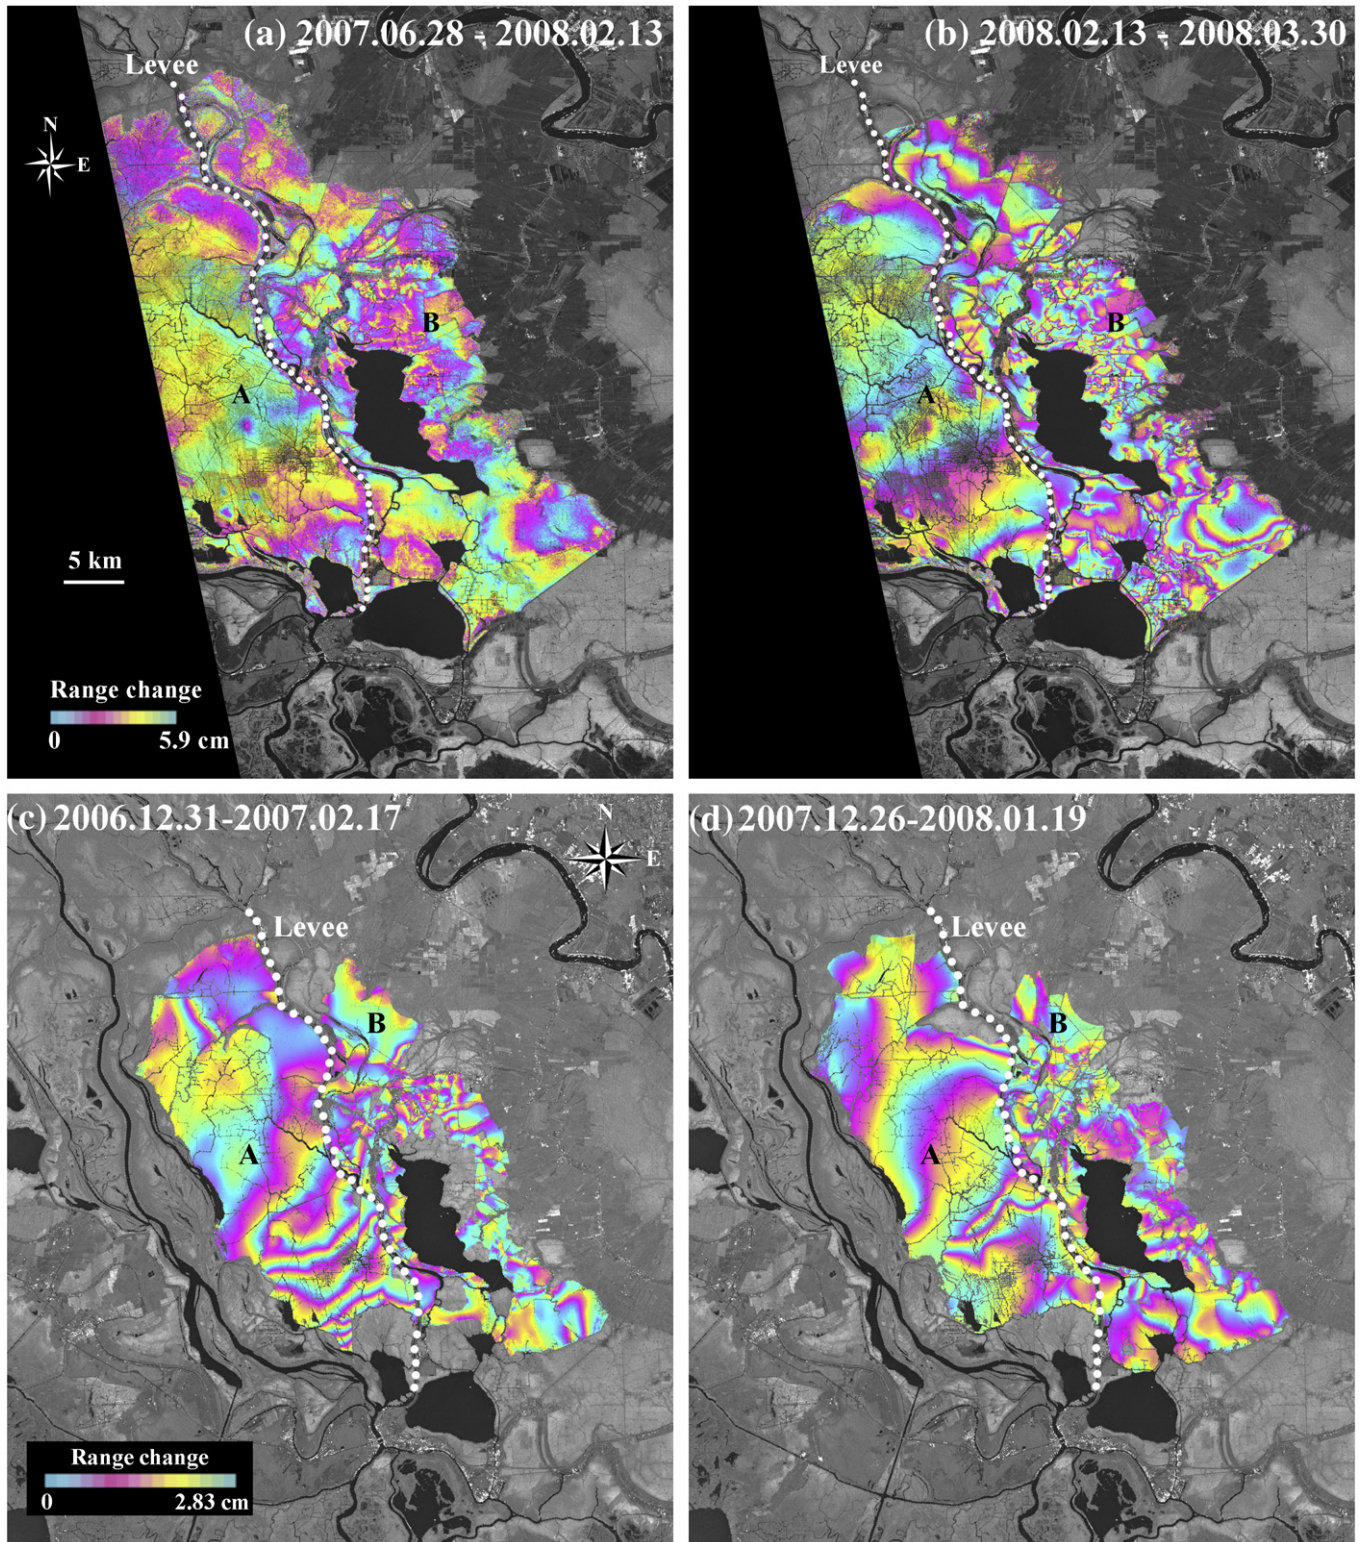 (a) 2007.06.28 - 2008.02.13
Levee
N
E
B
A
5 km
Range change
0 5.9 cm
(b) 2008.02.13 - 2008.03.30
Levee
B
A
(c) 2006.12.31-2007.02.17
N
E
Levee
B
A
Range change
0 2.83 cm
(d) 2007.12.26-2008.01.19
Levee
B
A